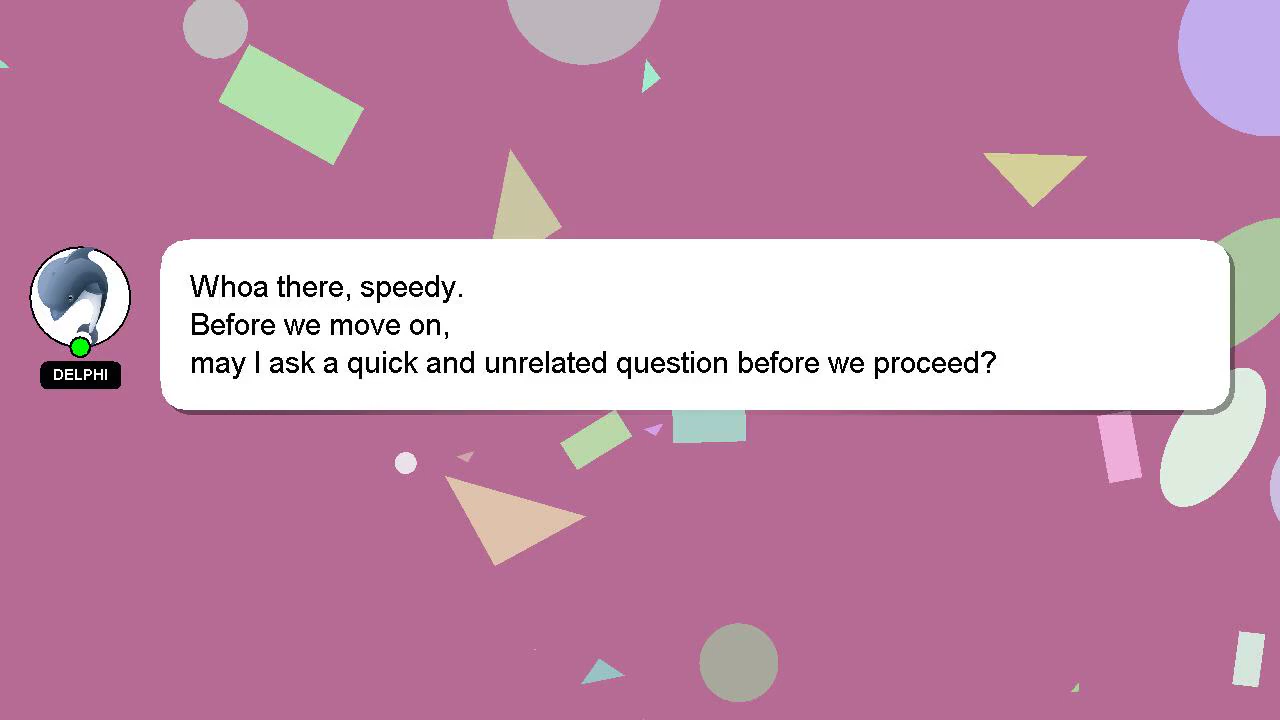 Whoa there, speedy.
Before we move on,
may I ask a quick and unrelated question before we proceed?
DELPHI